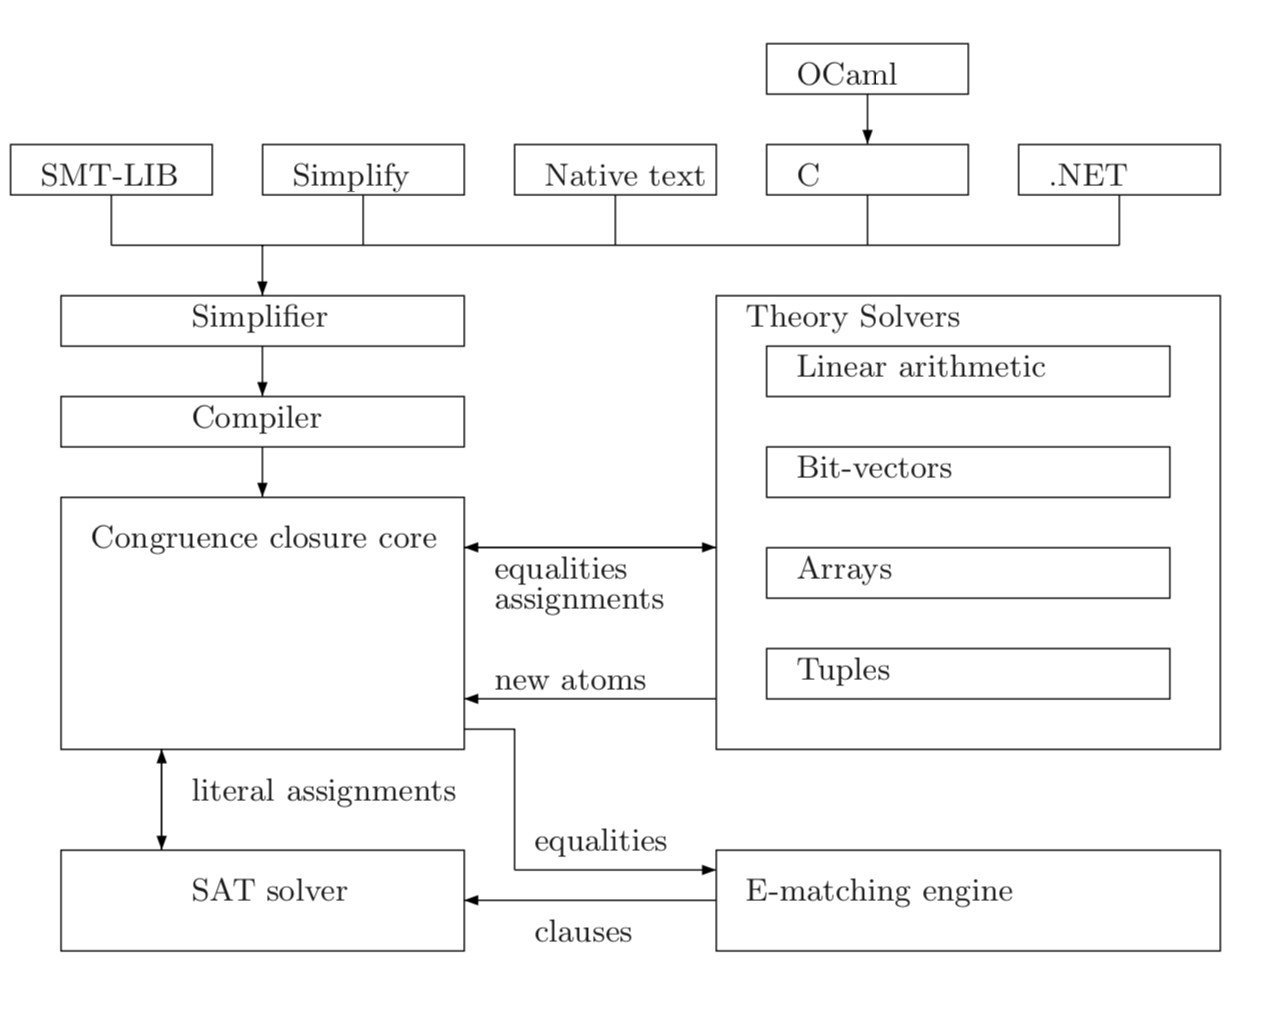 OCaml
SMT-LIB
Simplify
Native text
C
.NET
Simplifier
Theory Solvers
Linear arithmetic
Compiler
Bit-vectors
Congruence closure core
equalities
assignments
Arrays
new atoms
Tuples
literal assignments
equalities
SAT solver
E-matching engine
clauses